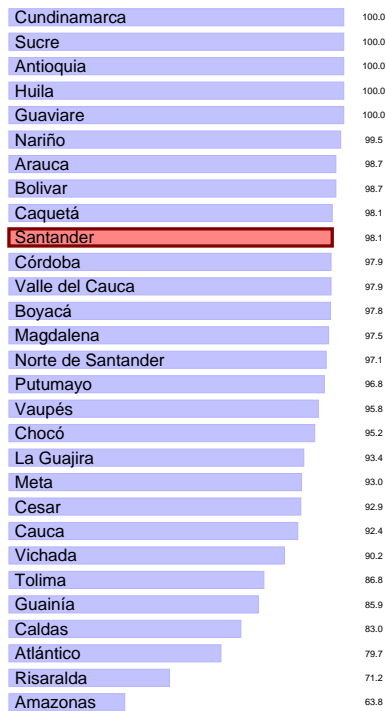 Cundinamarca 100.0
Sucre 100.0
Antioquia 100.0
Huila 100.0
Guaviare 100.0
Nariño 99.5
Arauca 98.7
Bolivar 98.7
Caquetá 98.1
Santander 98.1
Córdoba 97.9
Valle del Cauca 97.9
Boyacá 97.8
Magdalena 97.5
Norte de Santander 97.1
Putumayo 96.8
Vaupés 95.8
Chocó 95.2
La Guajira 93.4
Meta 93.0
Cesar 92.9
Cauca 92.4
Vichada 90.2
Tolima 86.8
Guainía 85.9
Caldas 83.0
Atlántico 79.7
Risaralda 71.2
Amazonas 63.8